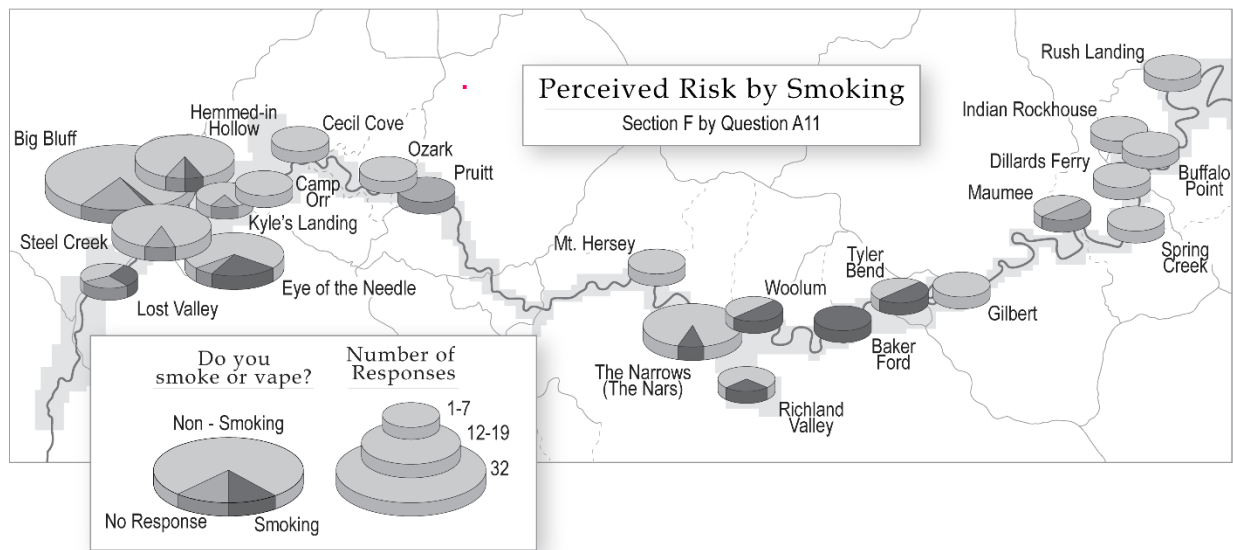 Perceived Risk by Smoking
Section F by Question A11
Rush Landing
Indian Rockhouse
Dillards Ferry
Maumee
Buffalo
Point
Spring
Creek
Hemmed-in
Hollow
Cecil Cove
Big Bluff
Ozark
Pruitt
Camp
Orr
Kyle's Landing
Steel Creek
Eye of the Needle
Lost Valley
Mt. Hersey
Woolum
Tyler
Bend
Gilbert
Baker
Ford
The Narrows
(The Nars)
Richland
Valley
Do you
smoke or vape?
Non - Smoking
No Response
Smoking
Number of
Responses
1-7
12-19
32